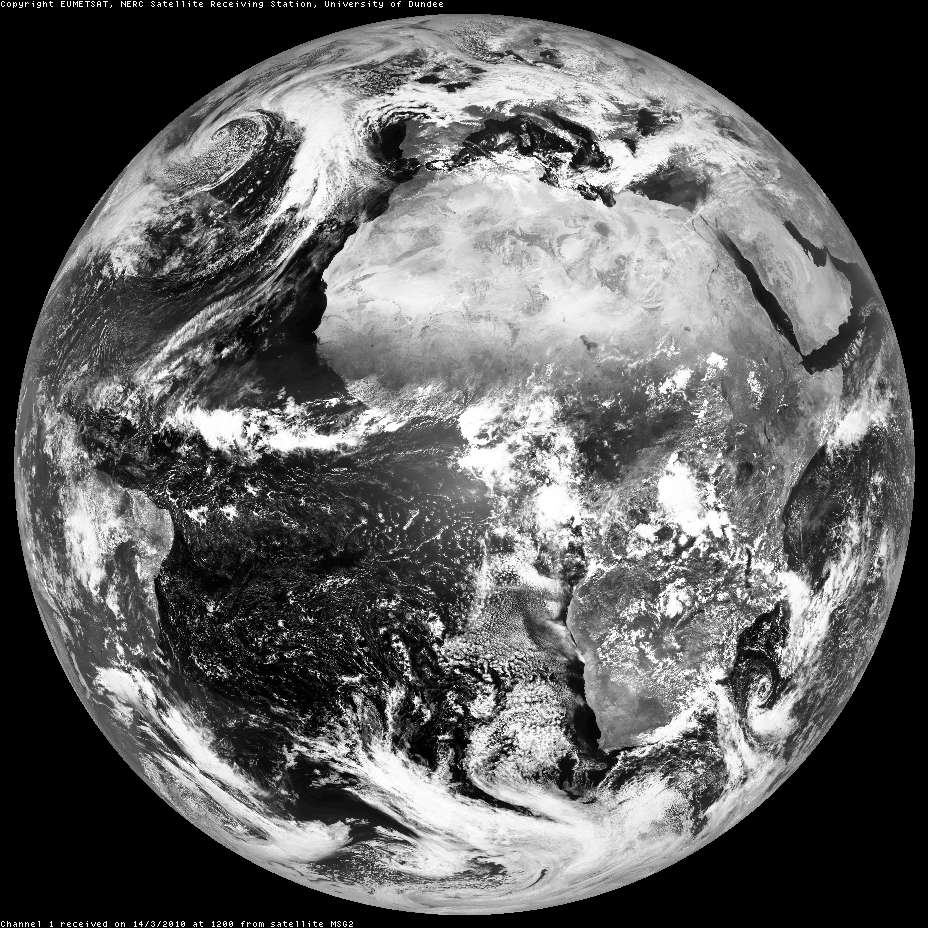 Copyright EUMETSAT, NERC Satellite Receiving Station, University of Dundee
Channel 1 received on 14/3/2010 at 1200 from satellite MSG2